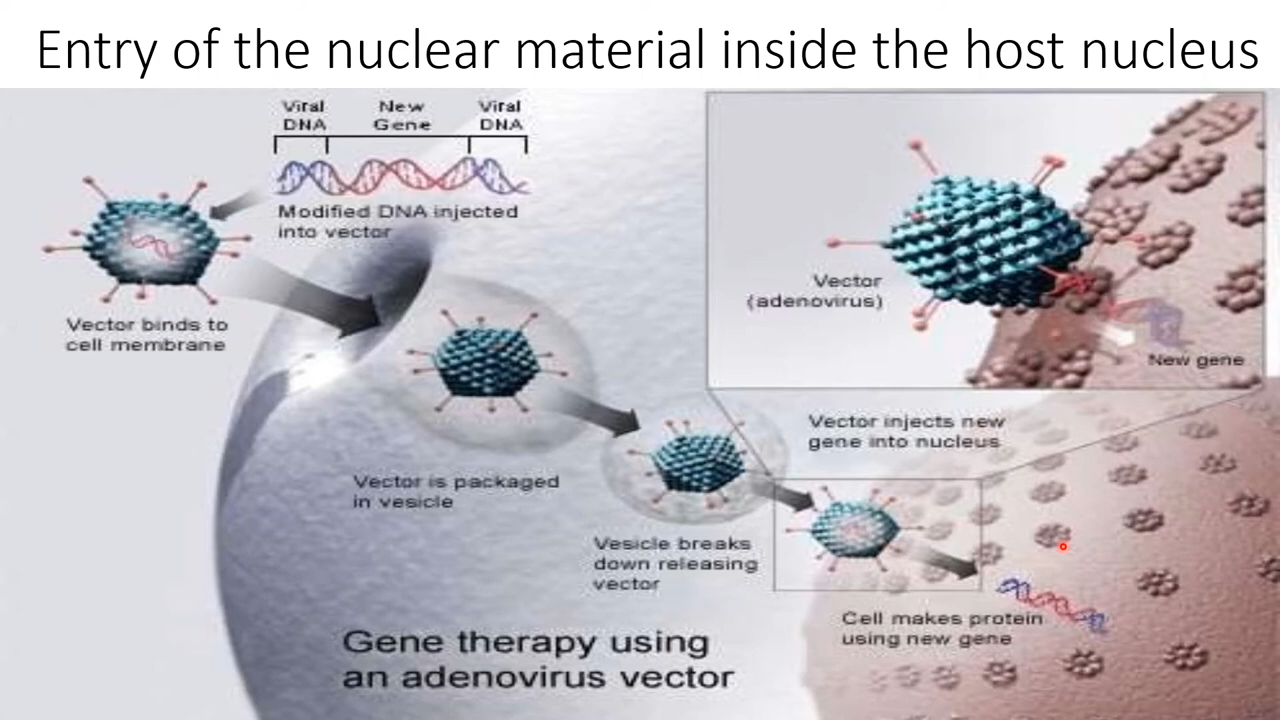 Entry of the nuclear material inside the host nucleus
Viral New Viral
DNA Gene DNA
Modified DNA injected
into vector
Vector binds to
cell membrane
Vector is packaged
in vesicle
Vesicle breaks
down releasing
vector
Vector
(adenovirus)
New gene
Vector injects new
gene into nucleus
Cell makes protein
using new gene
Gene therapy using
an adenovirus vector